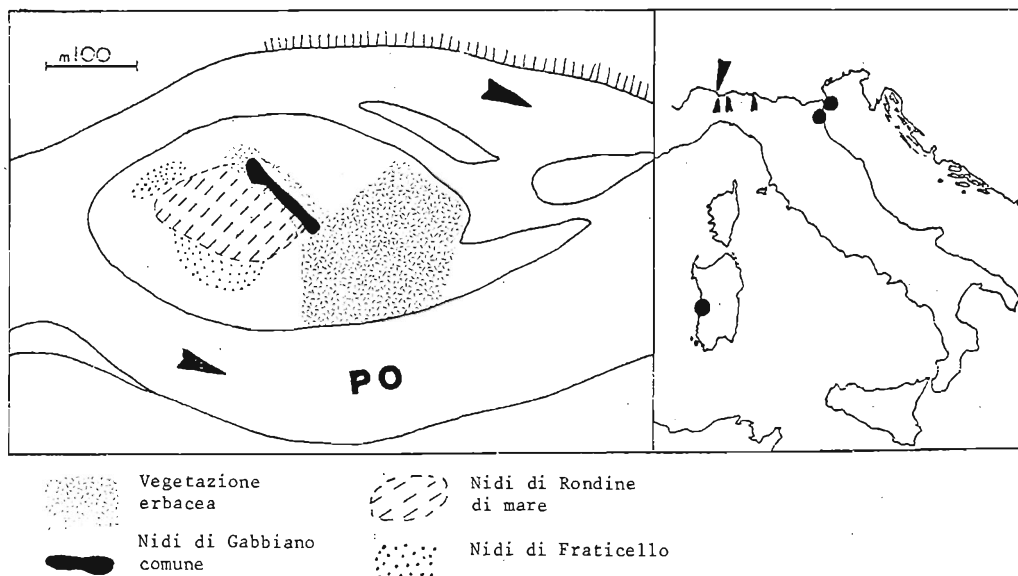 m100
PO
Vegetazione
erbacea
Nidi di Gabbiano
comune
Nidi di Rondine
di mare
Nidi di Fraticello